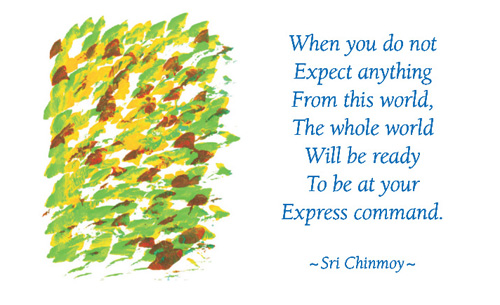 When you do not
Expect anything
From this world,
The whole world
Will be ready
To be at your
Express command.
~Sri Chinmoy~